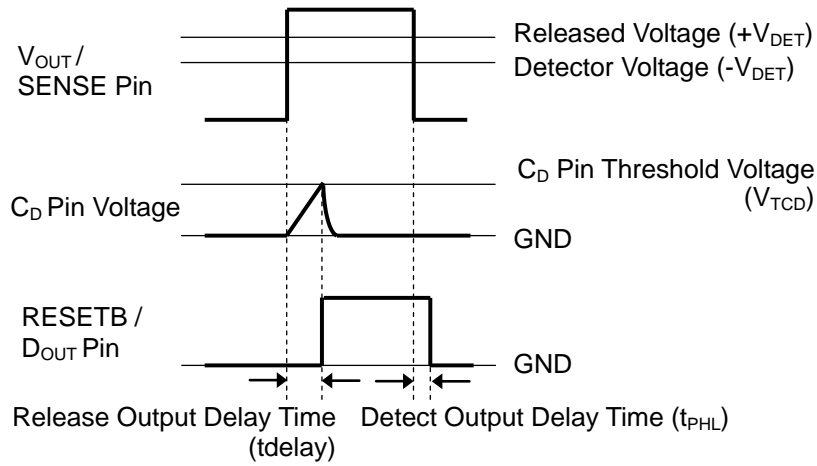 Released Voltage (+VDET)
VOUT /
SENSE Pin
Detector Voltage (-VDET)
CD Pin Threshold Voltage
(VTCD)
CD Pin Voltage
GND
RESETB /
DOUT Pin
GND
Release Output Delay Time
(tdelay)
Detect Output Delay Time (tPHL)